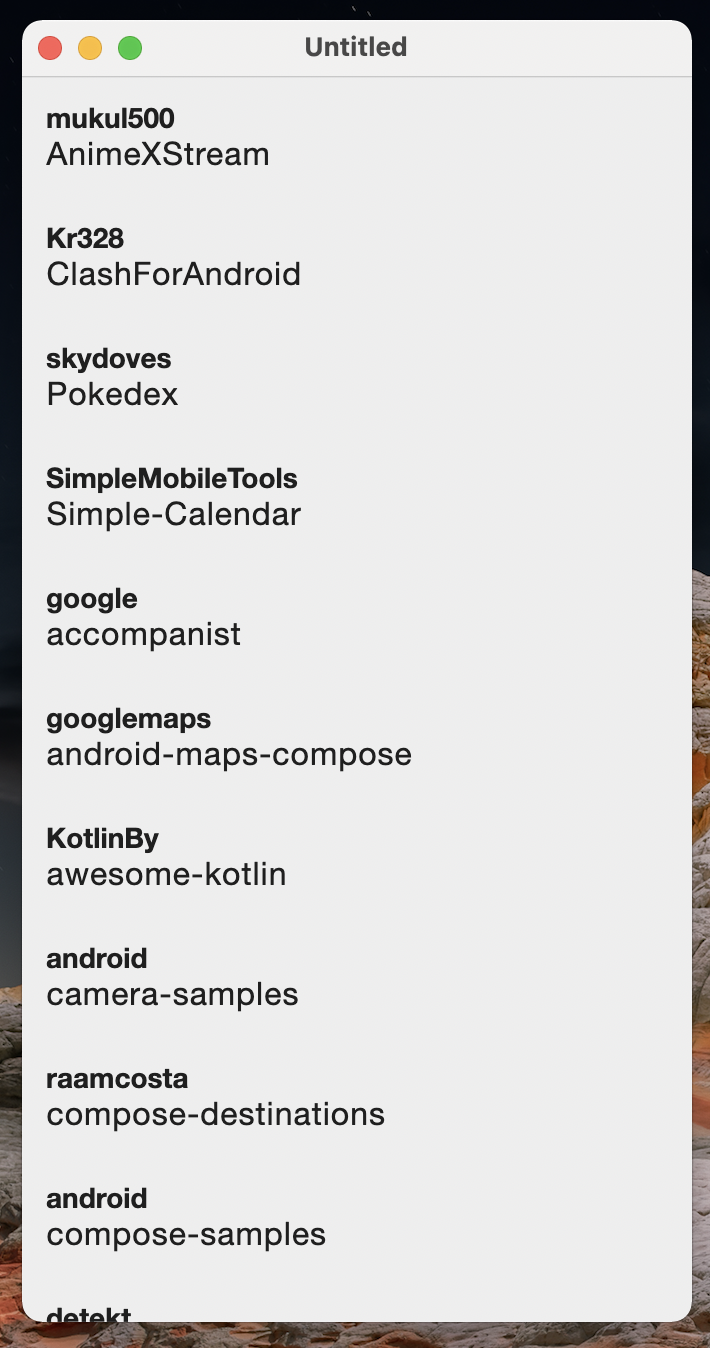 Untitled
mukul500
AnimeXStream
Kr328
ClashForAndroid
skydoves
Pokedex
SimpleMobileTools
Simple-Calendar
google
accompanist
googlemaps
android-maps-compose
KotlinBy
awesome-kotlin
android
camera-samples
raamcosta
compose-destinations
android
compose-samples
detekt